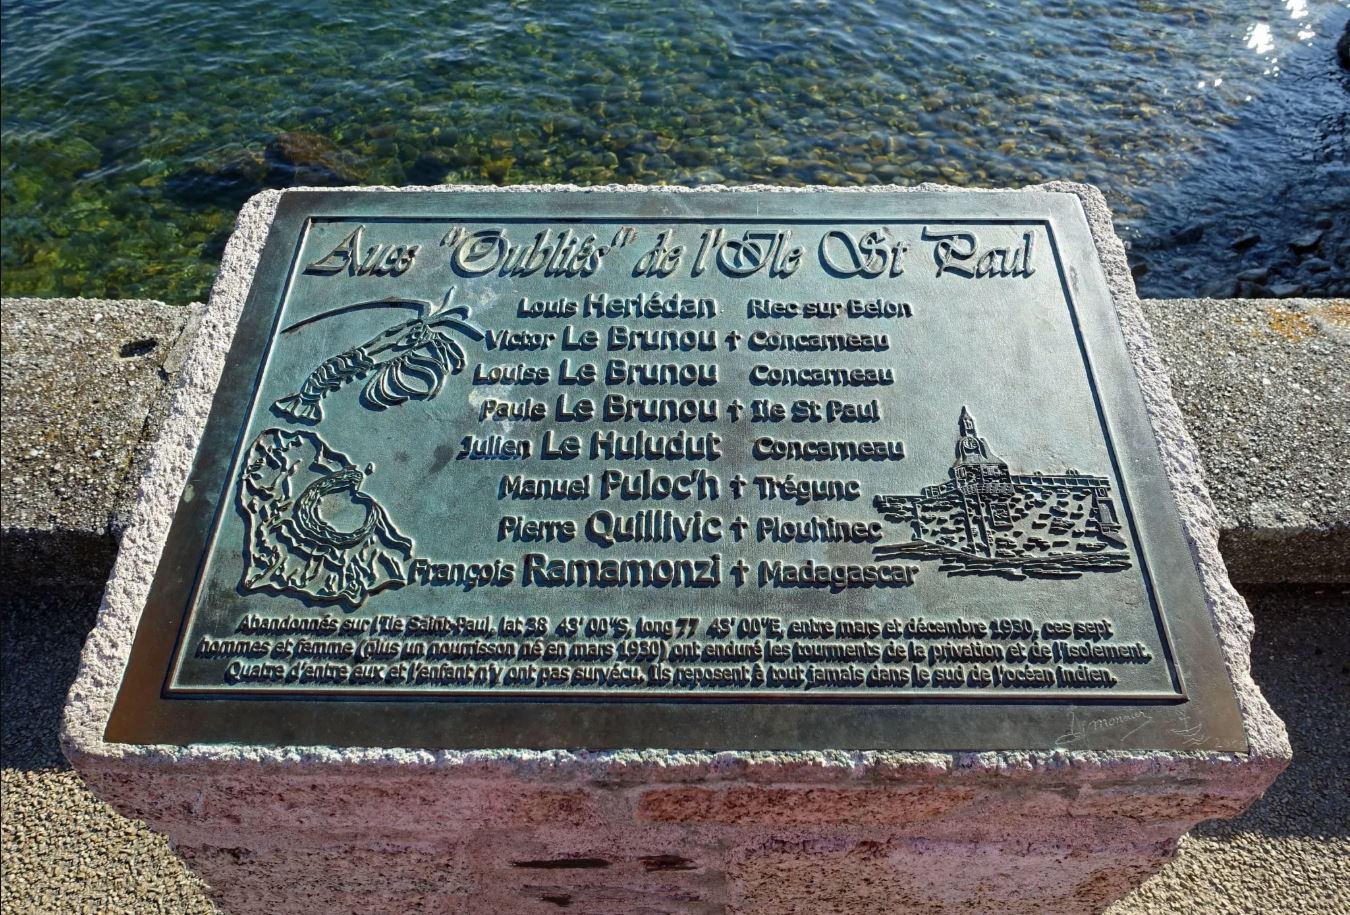 Aux "Oubliés" de l'Ile St Paul
Louis Herlédan Riec sur Belon
Victor Le Brunou † Concarneau
Louise Le Brunou Concarneau
Paule Le Brunou † Ile St Paul
Julien Le Huludut Concarneau
Manuel Puloc'h † Trégunc
Pierre Quillivic † Plouhinec
François Ramamonzi † Madagascar
Abandonnés sur l'Ile Saint-Paul, lat 38 43' 00"S, long 77 43' 00"E, entre mars et décembre 1930, ces sept
hommes et femme (plus un nourrisson né en mars 1930) ont enduré les tourments de la privation et de l'isolement.
Quatre d'entre eux et l'enfant n'y ont pas survécu. Ils reposent à tout jamais dans le sud de l'océan Indien.